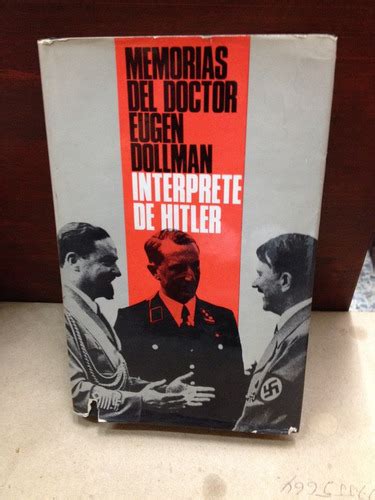 MEMORIAS
DEL DOCTOR
EUGEN
DOLLMAN
INTERPRETE
DE HITLER